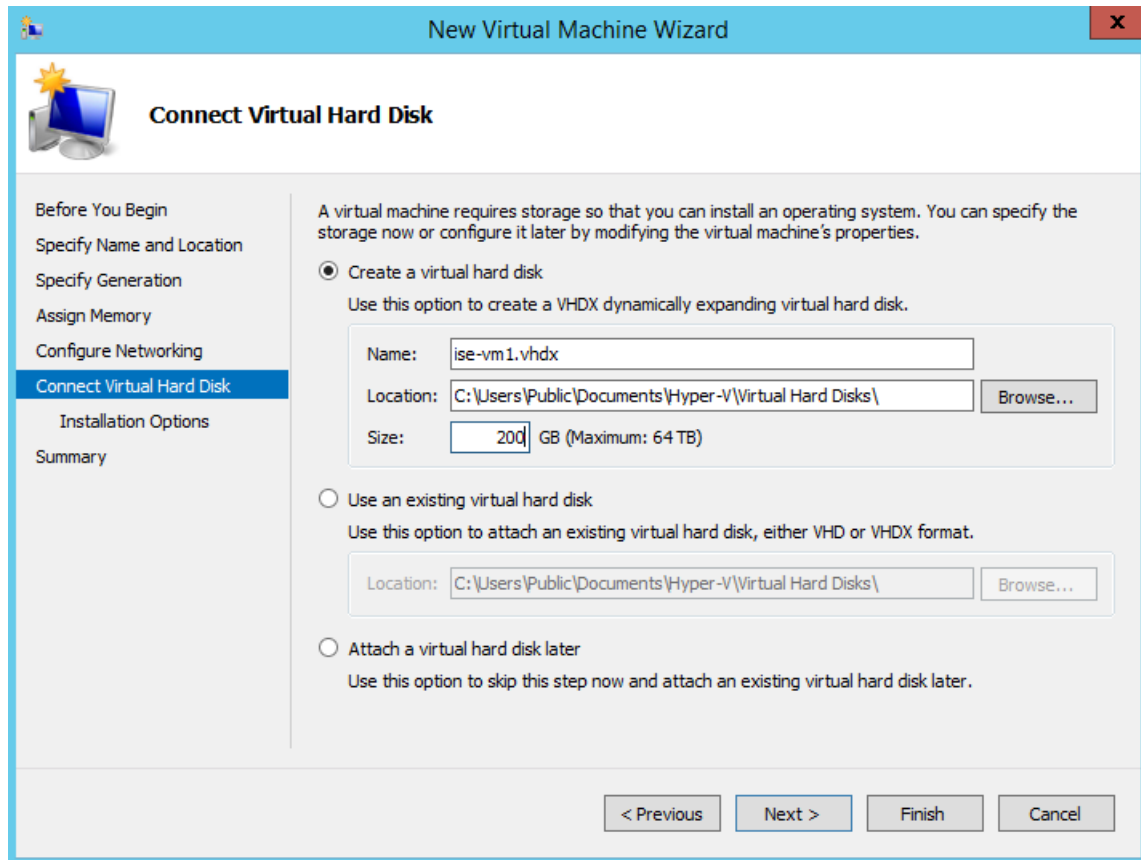 New Virtual Machine Wizard
x
Connect Virtual Hard Disk
Before You Begin
Specify Name and Location
Specify Generation
Assign Memory
Configure Networking
Connect Virtual Hard Disk
Installation Options
Summary
A virtual machine requires storage so that you can install an operating system. You can specify the
storage now or configure it later by modifying the virtual machine's properties.
Create a virtual hard disk
Use this option to create a VHDX dynamically expanding virtual hard disk.
Name: ise-vm1.vhdx
Location: C:\Users\Public\Documents\Hyper-V\Virtual Hard Disks\ Browse...
Size: 200 GB (Maximum: 64 TB)
Use an existing virtual hard disk
Use this option to attach an existing virtual hard disk, either VHD or VHDX format.
Location: C:\Users\Public\Documents\Hyper-V\Virtual Hard Disks\ Browse...
Attach a virtual hard disk later
Use this option to skip this step now and attach an existing virtual hard disk later.
< Previous Next > Finish Cancel